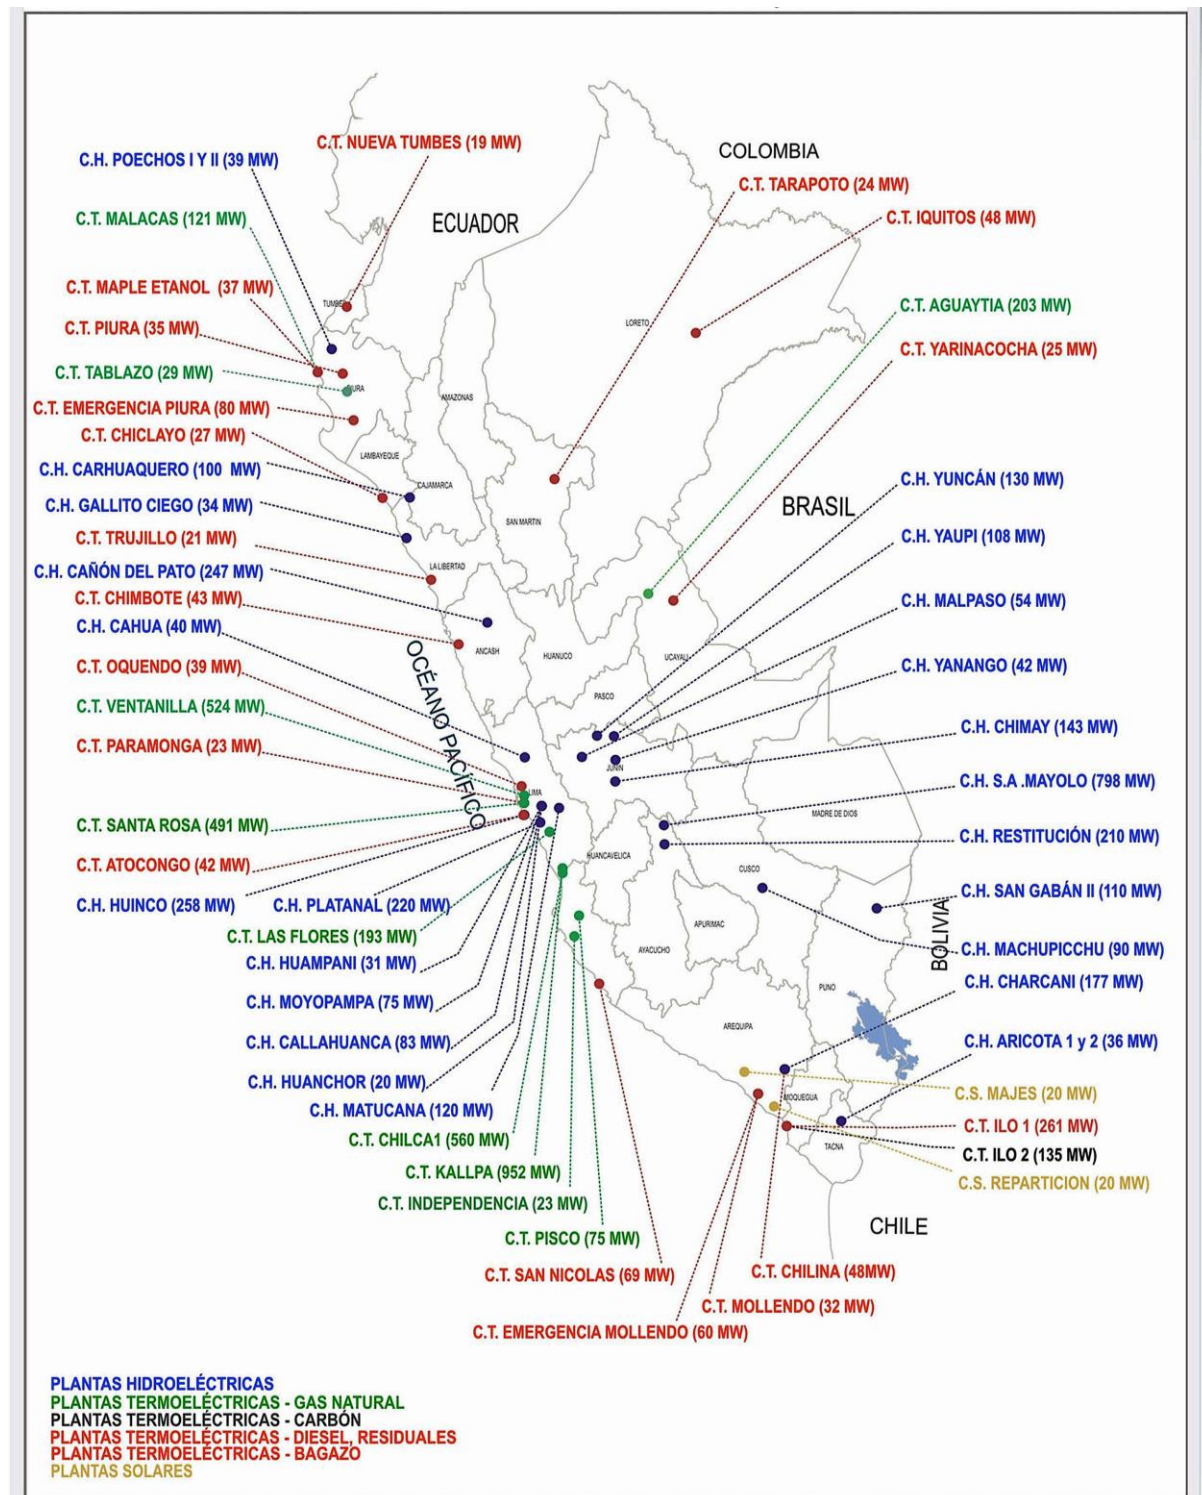 C.T. NUEVA TUMBES (19 MW)
COLOMBIA
C.H. POECHOS I Y II (39 MW)
C.T. TARAPOTO (24 MW)
C.T. MALACAS (121 MW)
ECUADOR
C.T. IQUITOS (48 MW)
C.T. MAPLE ETANOL (37 MW)
TUMBES
C.T. AGUAYTIA (203 MW)
C.T. PIURA (35 MW)
LORETO
C.T. YARINACOCHA (25 MW)
C.T. TABLAZO (29 MW)
PIURA
AMAZONAS
C.T. EMERGENCIA PIURA (80 MW)
C.T. CHICLAYO (27 MW)
LAMBAYEQUE
C.H. CARHUAQUERO (100 MW)
CAJAMARCA
C.H. YUNCÁN (130 MW)
C.H. GALLITO CIEGO (34 MW)
BRASIL
SAN MARTIN
C.T. TRUJILLO (21 MW)
C.H. YAUPI (108 MW)
C.H. CAÑÓN DEL PATO (247 MW)
LA LIBERTAD
C.T. CHIMBOTE (43 MW)
C.H. MALPASO (54 MW)
C.H. CAHUA (40 MW)
ANCASH
HUANUCO
UCAYALI
C.T. OQUENDO (39 MW)
C.H. YANANGO (42 MW)
OCÉANO PACÍFICO
PASCO
C.T. VENTANILLA (524 MW)
C.H. CHIMAY (143 MW)
C.T. PARAMONGA (23 MW)
JUNIN
C.H. S.A .MAYOLO (798 MW)
LIMA
MADRE DE DIOS
C.T. SANTA ROSA (491 MW)
C.H. RESTITUCIÓN (210 MW)
HUANCAVELICA
C.T. ATOCONGO (42 MW)
CUSCO
C.H. SAN GABÁN II (110 MW)
C.H. HUINCO (258 MW)
C.H. PLATANAL (220 MW)
APURIMAC
BOLIVIA
C.T. LAS FLORES (193 MW)
AYACUCHO
C.H. MACHUPICCHU (90 MW)
C.H. HUAMPANI (31 MW)
PUNO
C.H. CHARCANI (177 MW)
C.H. MOYOPAMPA (75 MW)
AREQUIPA
C.H. CALLAHUANCA (83 MW)
C.H. ARICOTA 1 y 2 (36 MW)
C.H. HUANCHOR (20 MW)
C.S. MAJES (20 MW)
MOQUEGUA
C.H. MATUCANA (120 MW)
C.T. ILO 1 (261 MW)
C.T. CHILCA1 (560 MW)
TACNA
C.T. ILO 2 (135 MW)
C.T. KALLPA (952 MW)
C.S. REPARTICION (20 MW)
C.T. INDEPENDENCIA (23 MW)
CHILE
C.T. PISCO (75 MW)
C.T. SAN NICOLAS (69 MW)
C.T. CHILINA (48MW)
C.T. MOLLENDO (32 MW)
C.T. EMERGENCIA MOLLENDO (60 MW)
PLANTAS HIDROELÉCTRICAS
PLANTAS TERMOELÉCTRICAS - GAS NATURAL
PLANTAS TERMOELÉCTRICAS - CARBÓN
PLANTAS TERMOELÉCTRICAS - DIESEL, RESIDUALES
PLANTAS TERMOELÉCTRICAS - BAGAZO
PLANTAS SOLARES